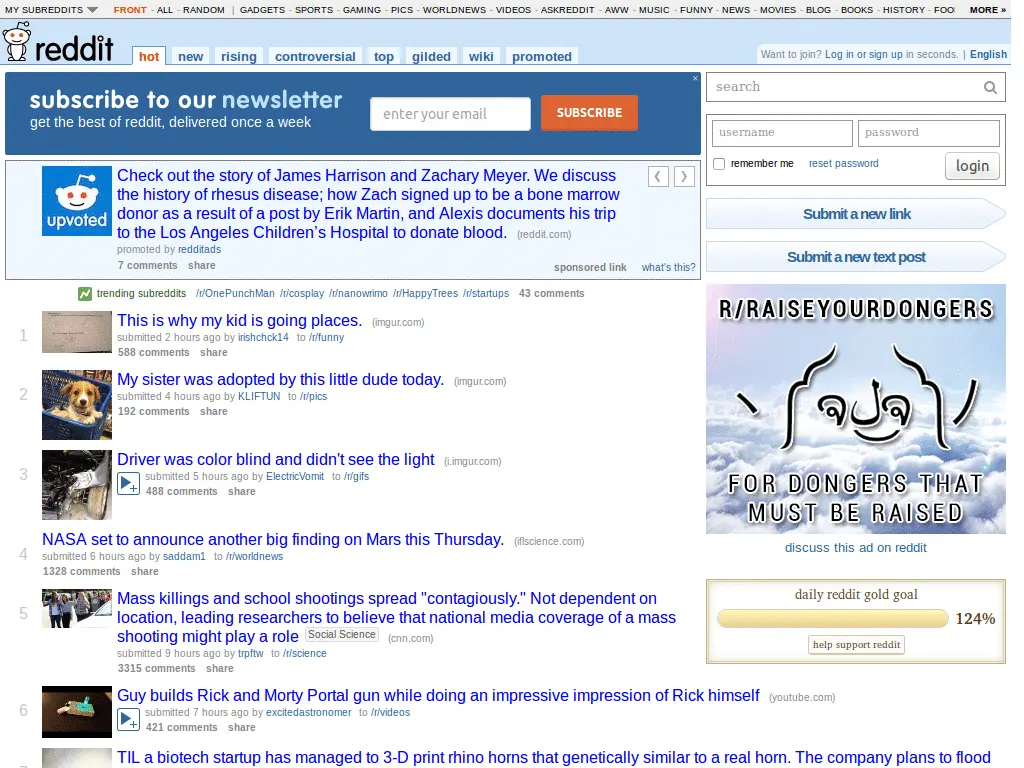 MY SUBREDDITS FRONT - ALL - RANDOM | GADGETS - SPORTS - GAMING - PICS - WORLDNEWS - VIDEOS - ASKREDDIT - AWW - MUSIC - FUNNY - NEWS - MOVIES - BLOG - BOOKS - HISTORY - FOO MORE »
reddit hot new rising controversial top gilded wiki promoted
Want to join? Log in or sign up in seconds. | English
subscribe to our newsletter
get the best of reddit, delivered once a week
enter your email
SUBSCRIBE
×
search
username password
remember me reset password login
Submit a new link
Submit a new text post
upvoted
Check out the story of James Harrison and Zachary Meyer. We discuss
the history of rhesus disease; how Zach signed up to be a bone marrow
donor as a result of a post by Erik Martin, and Alexis documents his trip
to the Los Angeles Children’s Hospital to donate blood. (reddit.com)
promoted by redditads
7 comments share
sponsored link what's this?
trending subreddits /r/OnePunchMan /r/cosplay /r/nanowrimo /r/HappyTrees /r/startups 43 comments
1
This is why my kid is going places. (imgur.com)
submitted 2 hours ago by irishchck14 to /r/funny
588 comments share
2
My sister was adopted by this little dude today. (imgur.com)
submitted 4 hours ago by KLIFTUN to /r/pics
192 comments share
3
Driver was color blind and didn't see the light (i.imgur.com)
submitted 5 hours ago by ElectricVomit to /r/gifs
488 comments share
4
NASA set to announce another big finding on Mars this Thursday. (iflscience.com)
submitted 6 hours ago by saddam1 to /r/worldnews
1328 comments share
5
Mass killings and school shootings spread "contagiously." Not dependent on
location, leading researchers to believe that national media coverage of a mass
shooting might play a role Social Science (cnn.com)
submitted 9 hours ago by trpftw to /r/science
3315 comments share
6
Guy builds Rick and Morty Portal gun while doing an impressive impression of Rick himself (youtube.com)
submitted 7 hours ago by excitedastronomer to /r/videos
421 comments share
TIL a biotech startup has managed to 3-D print rhino horns that genetically similar to a real horn. The company plans to flood
R/RAISEYOURDONGERS
FOR DONGERS THAT
MUST BE RAISED
discuss this ad on reddit
daily reddit gold goal
124%
help support reddit